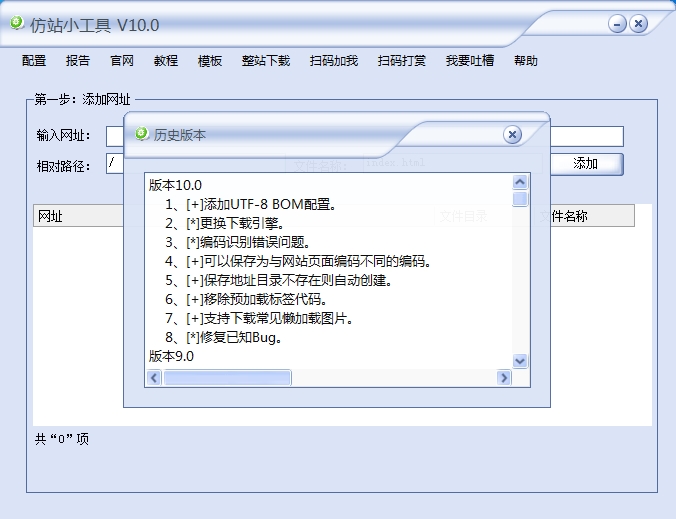 仿站小工具 V10.0
配置 报告 官网 教程 模板 整站下载 扫码加我 扫码打赏 我要吐槽 帮助
第一步：添加网址
输入网址：
历史版本
相对路径： / 文件名称： index.html 添加
版本10.0
1、[+]添加UTF-8 BOM配置。
网址 文件目录 文件名称
2、[*]更换下载引擎。
3、[*]编码识别错误问题。
4、[+]可以保存为与网站页面编码不同的编码。
5、[+]保存地址目录不存在则自动创建。
6、[+]移除预加载标签代码。
7、[+]支持下载常见懒加载图片。
8、[*]修复已知Bug。
版本9.0
共“0”项